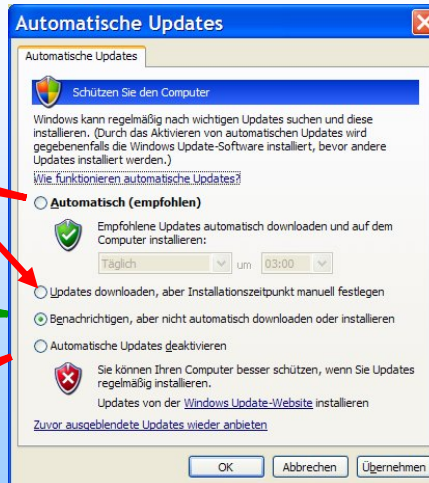 Automatische Updates
Automatische Updates
Schützen Sie den Computer
Windows kann regelmäßig nach wichtigen Updates suchen und diese
installieren. (Durch das Aktivieren von automatischen Updates wird
gegebenenfalls die Windows Update-Software installiert, bevor andere
Updates installiert werden.)
Wie funktionieren automatische Updates?
Automatisch (empfohlen)
Empfohlene Updates automatisch downloaden und auf dem
Computer installieren:
Täglich um 03:00
Updates downloaden, aber Installationszeitpunkt manuell festlegen
Benachrichtigen, aber nicht automatisch downloaden oder installieren
Automatische Updates deaktivieren
Sie können Ihren Computer besser schützen, wenn Sie Updates
regelmäßig installieren.
Updates von der Windows Update-Website installieren
Zuvor ausgeblendete Updates wieder anbieten
OK Abbrechen Übernehmen